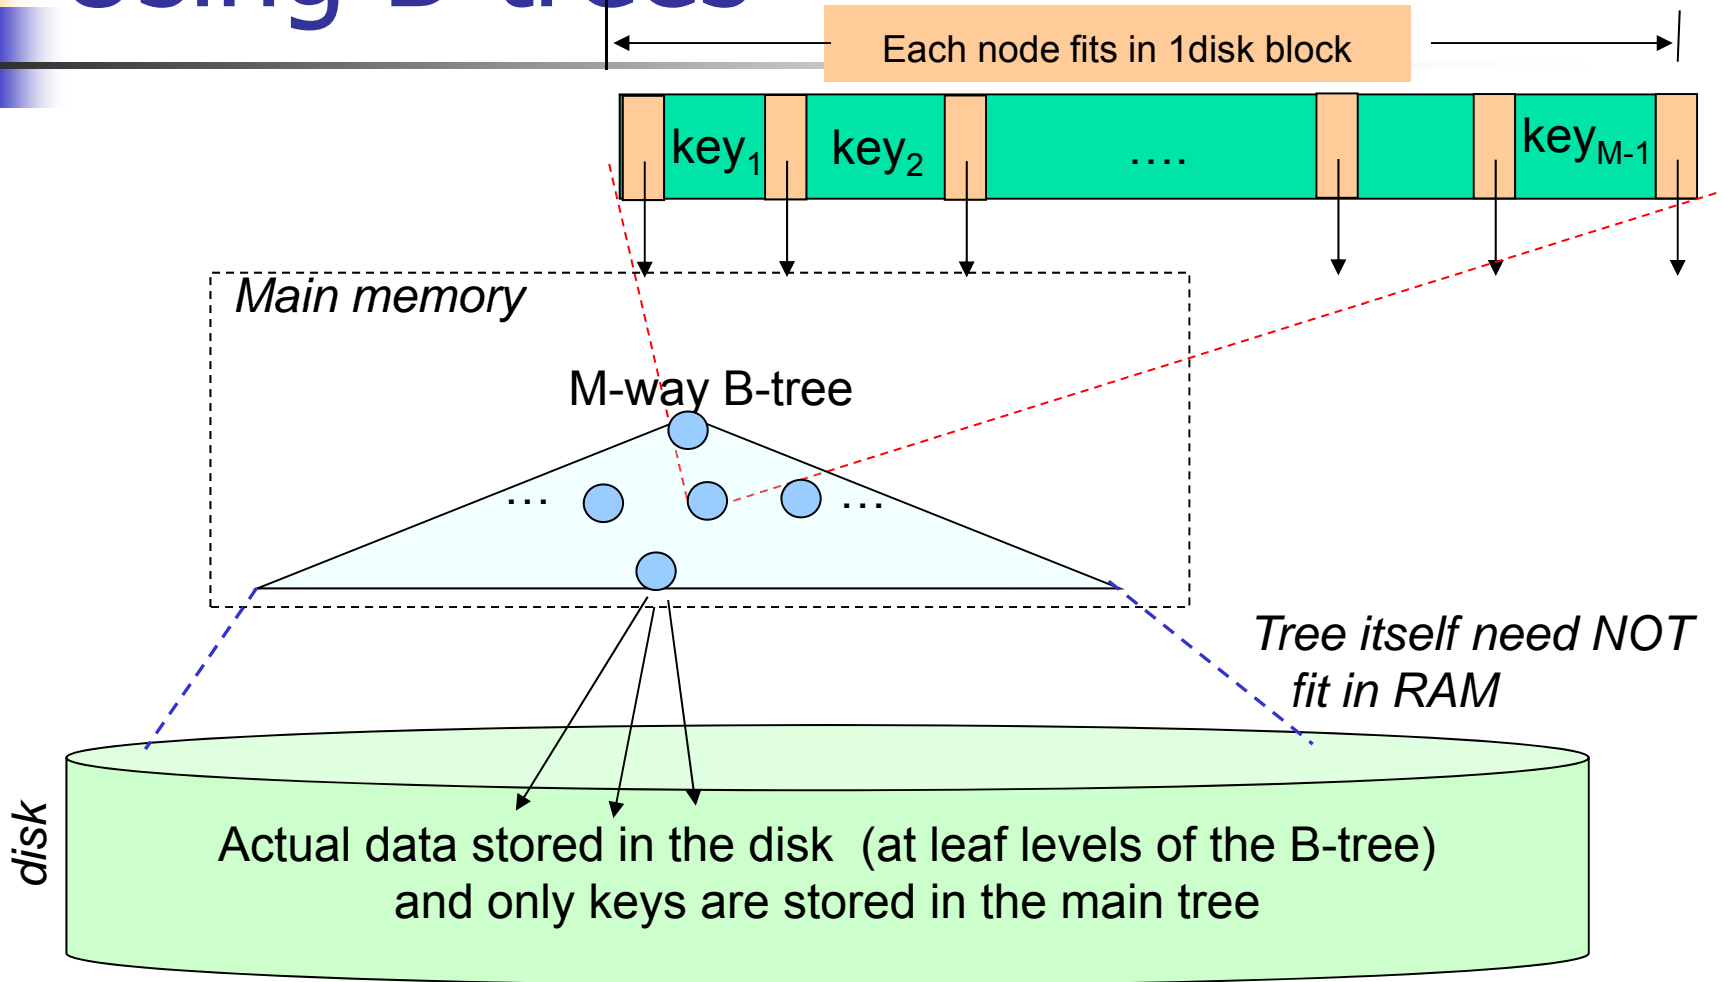 Using B-trees
Each node fits in 1disk block
key1 key2 .... keyM-1
Main memory
M-way B-tree
... ...
Tree itself need NOT
fit in RAM
disk
Actual data stored in the disk (at leaf levels of the B-tree)
and only keys are stored in the main tree